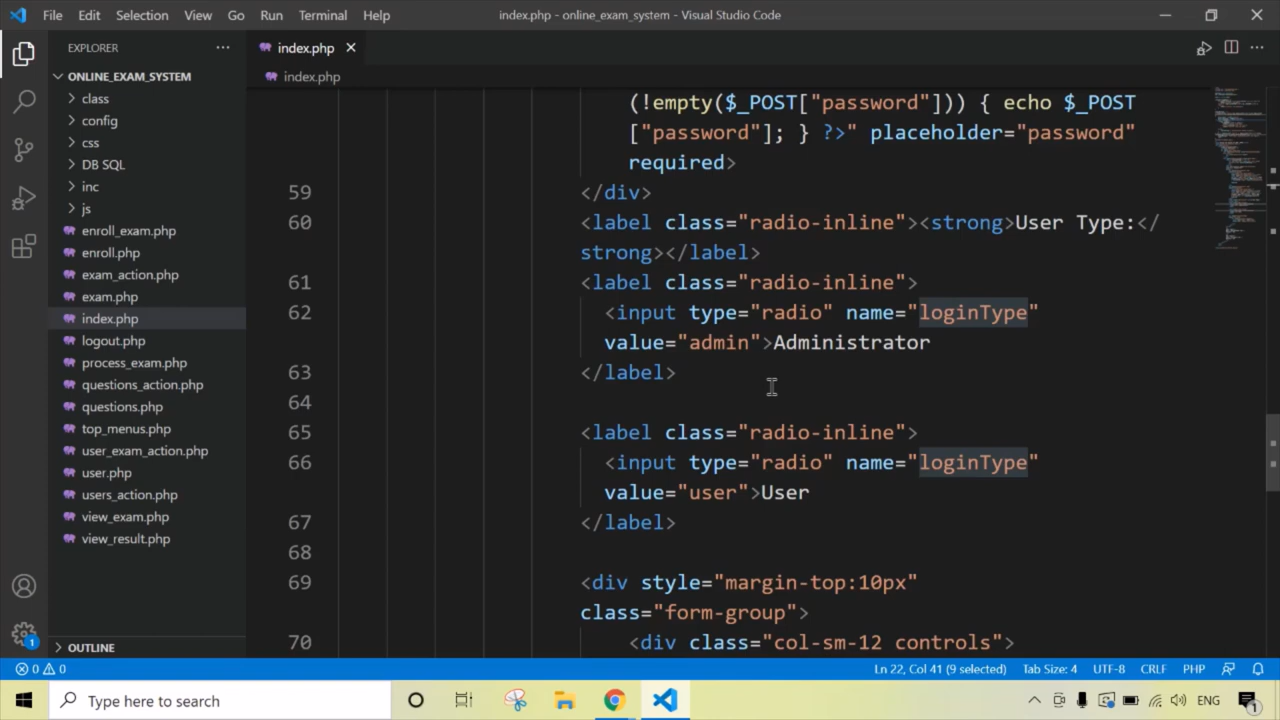 File Edit Selection View Go Run Terminal Help
index.php - online_exam_system - Visual Studio Code
EXPLORER
ONLINE_EXAM_SYSTEM
class
config
css
DB SQL
inc
js
enroll_exam.php
enroll.php
exam_action.php
exam.php
index.php
logout.php
process_exam.php
questions_action.php
questions.php
top_menus.php
user_exam_action.php
user.php
users_action.php
view_exam.php
view_result.php
OUTLINE
index.php
index.php
(!empty($_POST["password"])) { echo $_POST
["password"]; } ?>" placeholder="password"
required>
59 </div>
60 <label class="radio-inline"><strong>User Type:</
strong></label>
61 <label class="radio-inline">
62 <input type="radio" name="loginType"
value="admin">Administrator
63 </label>
64
65 <label class="radio-inline">
66 <input type="radio" name="loginType"
value="user">User
67 </label>
68
69 <div style="margin-top:10px"
class="form-group">
70 <div class="col-sm-12 controls">
1
0 0 Ln 22, Col 41 (9 selected) Tab Size: 4 UTF-8 CRLF PHP
Type here to search
ENG
1